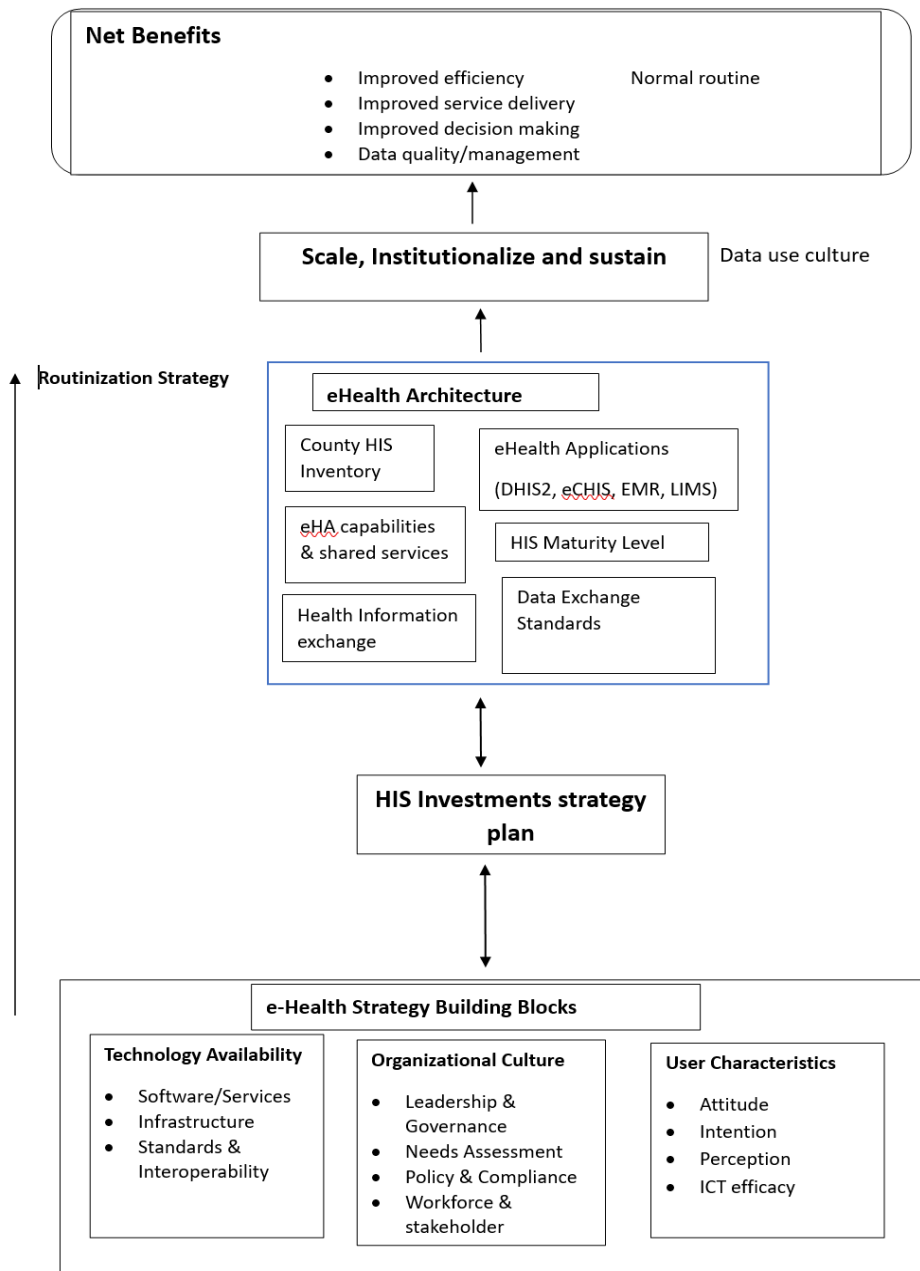 Net Benefits
• Improved efficiency
Normal routine
• Improved service delivery
• Improved decision making
• Data quality/management
Scale, Institutionalize and sustain
Data use culture
Routinization Strategy
eHealth Architecture
County HIS
Inventory
eHealth Applications
(DHIS2, eCHIS, EMR, LIMS)
eHA capabilities
& shared services
HIS Maturity Level
Health Information
exchange
Data Exchange
Standards
HIS Investments strategy
plan
e-Health Strategy Building Blocks
Technology Availability
• Software/Services
• Infrastructure
• Standards &
Interoperability
Organizational Culture
• Leadership &
Governance
• Needs Assessment
• Policy & Compliance
• Workforce &
stakeholder
User Characteristics
• Attitude
• Intention
• Perception
• ICT efficacy